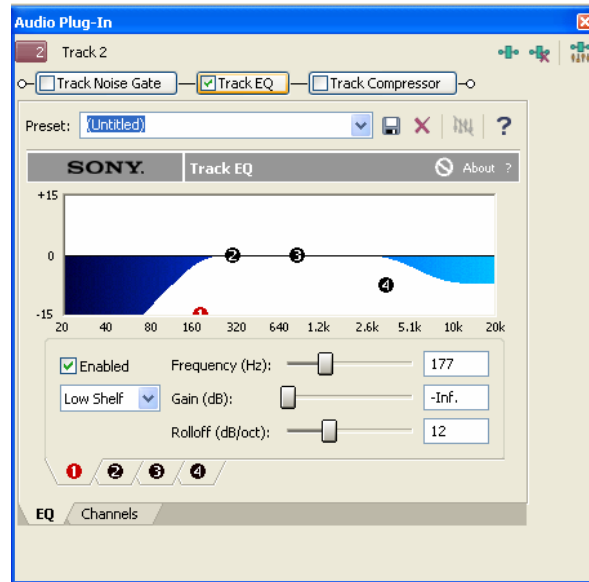 Audio Plug-In
2 Track 2
Track Noise Gate Track EQ Track Compressor
Preset: (Untitled) ?
SONY. Track EQ About ?
+15
0 2 3
4
-15 1
20 40 80 160 320 640 1.2k 2.6k 5.1k 10k 20k
Enabled Frequency (Hz): 177
Low Shelf Gain (dB): -Inf.
Rolloff (dB/oct): 12
1 2 3 4
EQ Channels